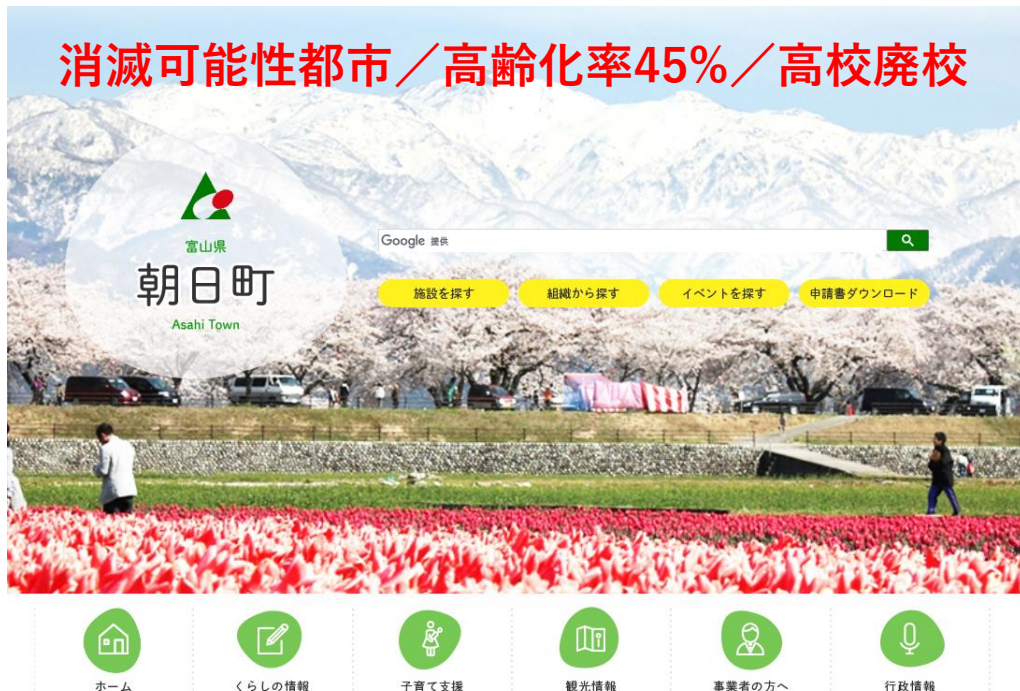 消滅可能性都市／高齢化率45%／高校廃校
富山県
朝日町
Asahi Town
Google 提供
施設を探す
組織から探す
イベントを探す
申請書ダウンロード
ホーム
くらしの情報
子育て支援
観光情報
事業者の方へ
行政情報